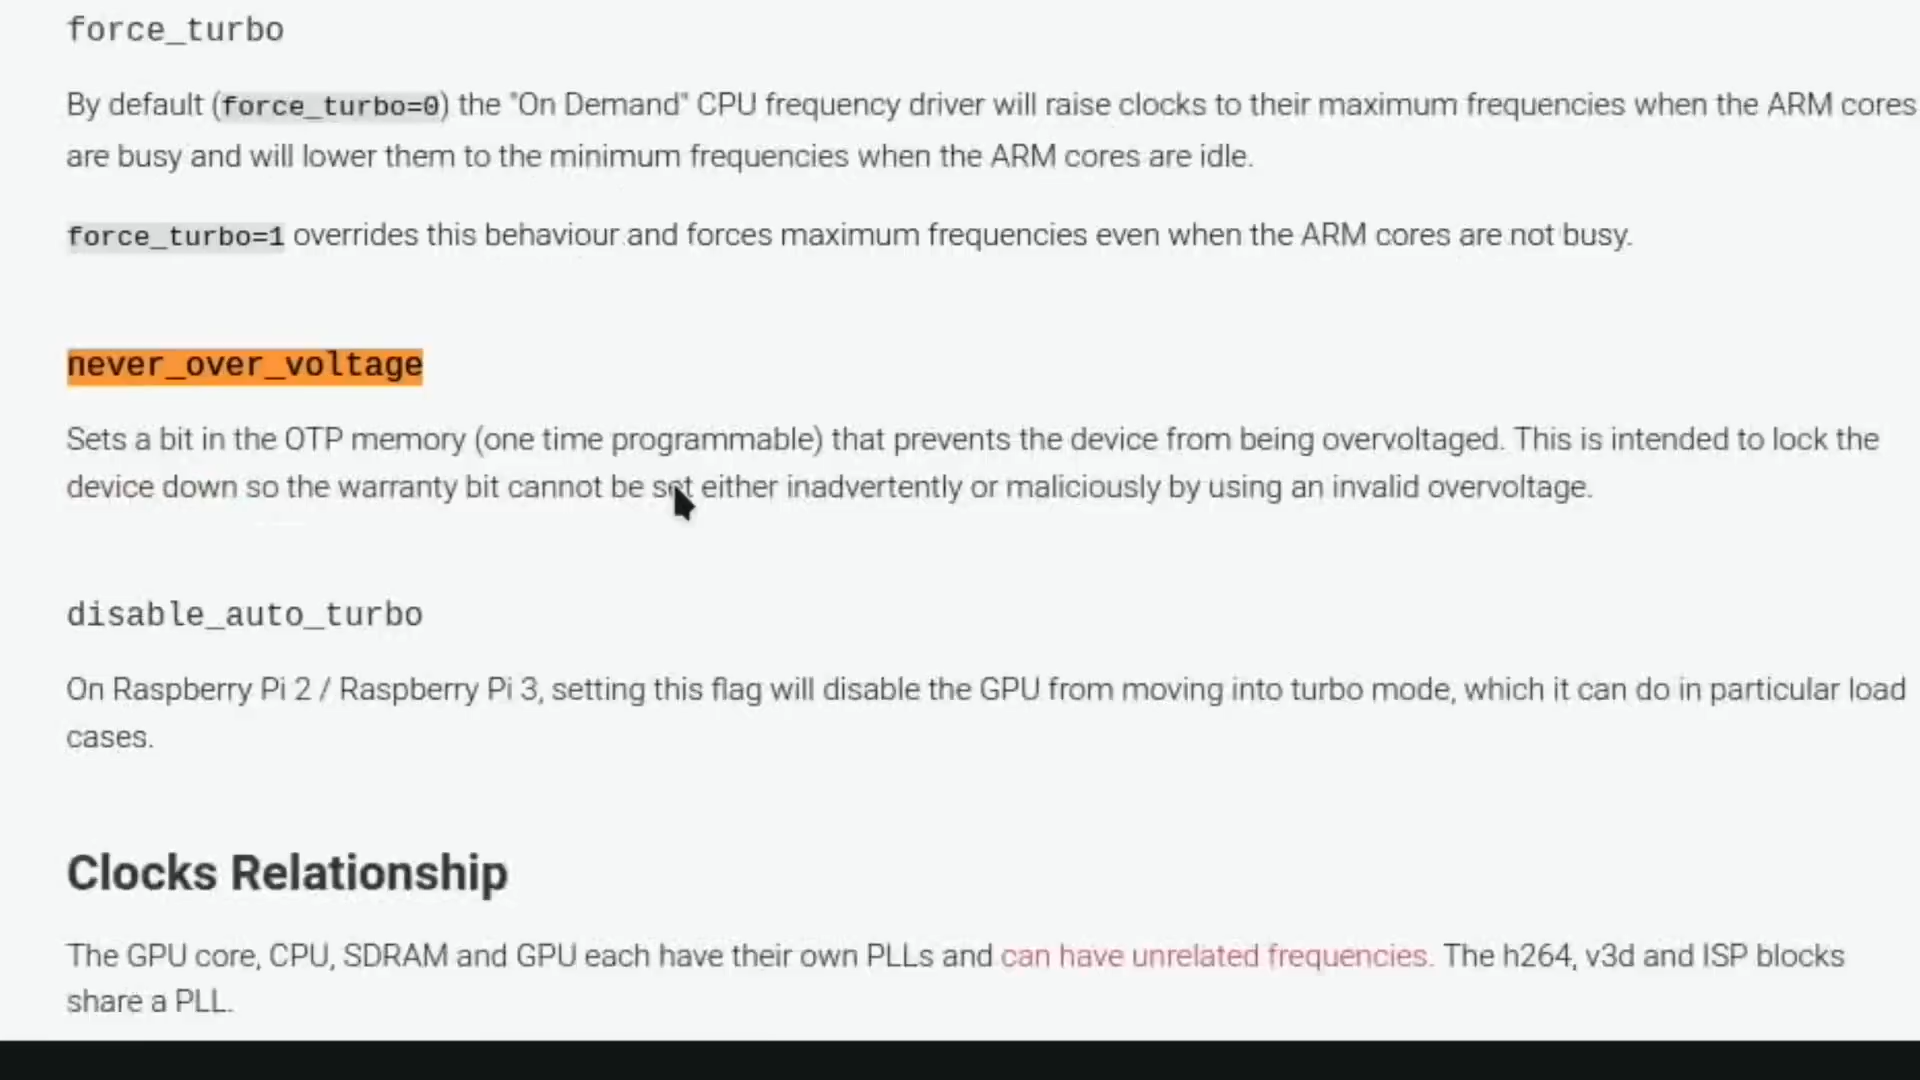 force_turbo
By default (force_turbo=0) the "On Demand" CPU frequency driver will raise clocks to their maximum frequencies when the ARM cores
are busy and will lower them to the minimum frequencies when the ARM cores are idle.
force_turbo=1 overrides this behaviour and forces maximum frequencies even when the ARM cores are not busy.
never_over_voltage
Sets a bit in the OTP memory (one time programmable) that prevents the device from being overvoltaged. This is intended to lock the
device down so the warranty bit cannot be set either inadvertently or maliciously by using an invalid overvoltage.
disable_auto_turbo
On Raspberry Pi 2 / Raspberry Pi 3, setting this flag will disable the GPU from moving into turbo mode, which it can do in particular load
cases.
Clocks Relationship
The GPU core, CPU, SDRAM and GPU each have their own PLLs and can have unrelated frequencies. The h264, v3d and ISP blocks
share a PLL.